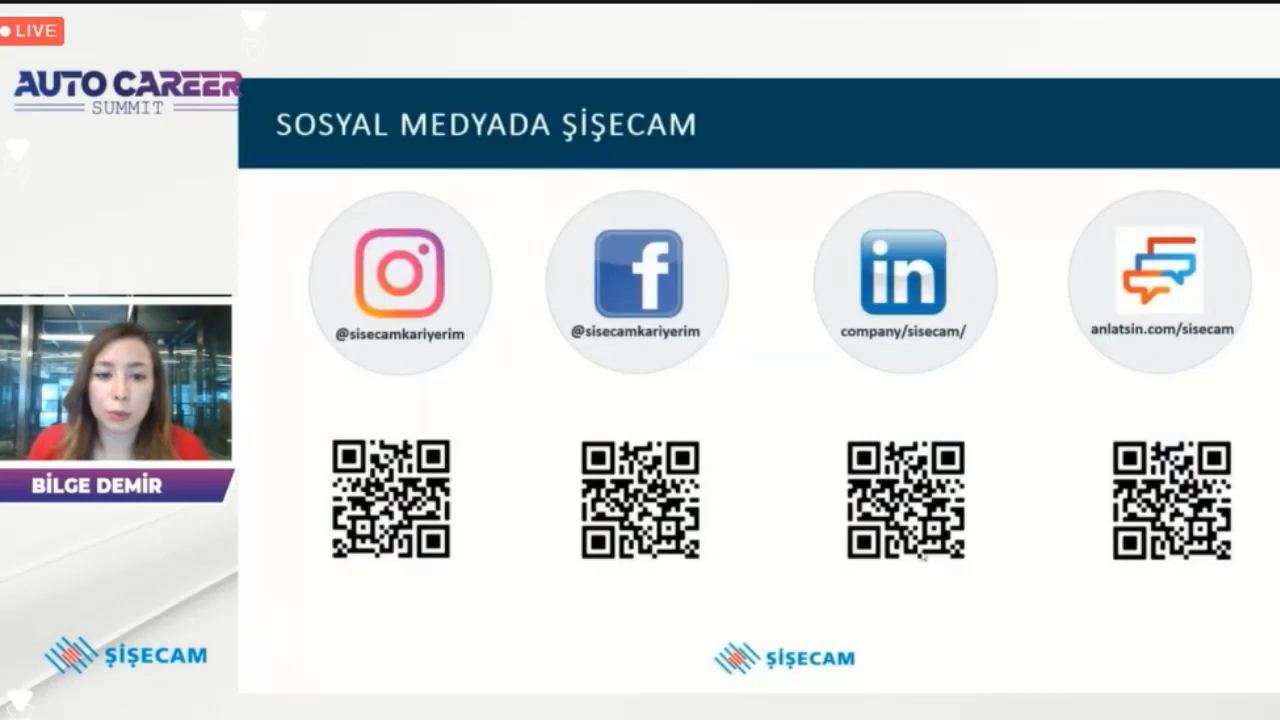 LIVE
AUTO CAREER
SUMMIT
SOSYAL MEDYADA ŞİŞECAM
@sisecamkariyerim
@sisecamkariyerim
in
company/sisecam/
anlatsin.com/sisecam
BİLGE DEMİR
ŞİŞECAM
ŞİŞECAM